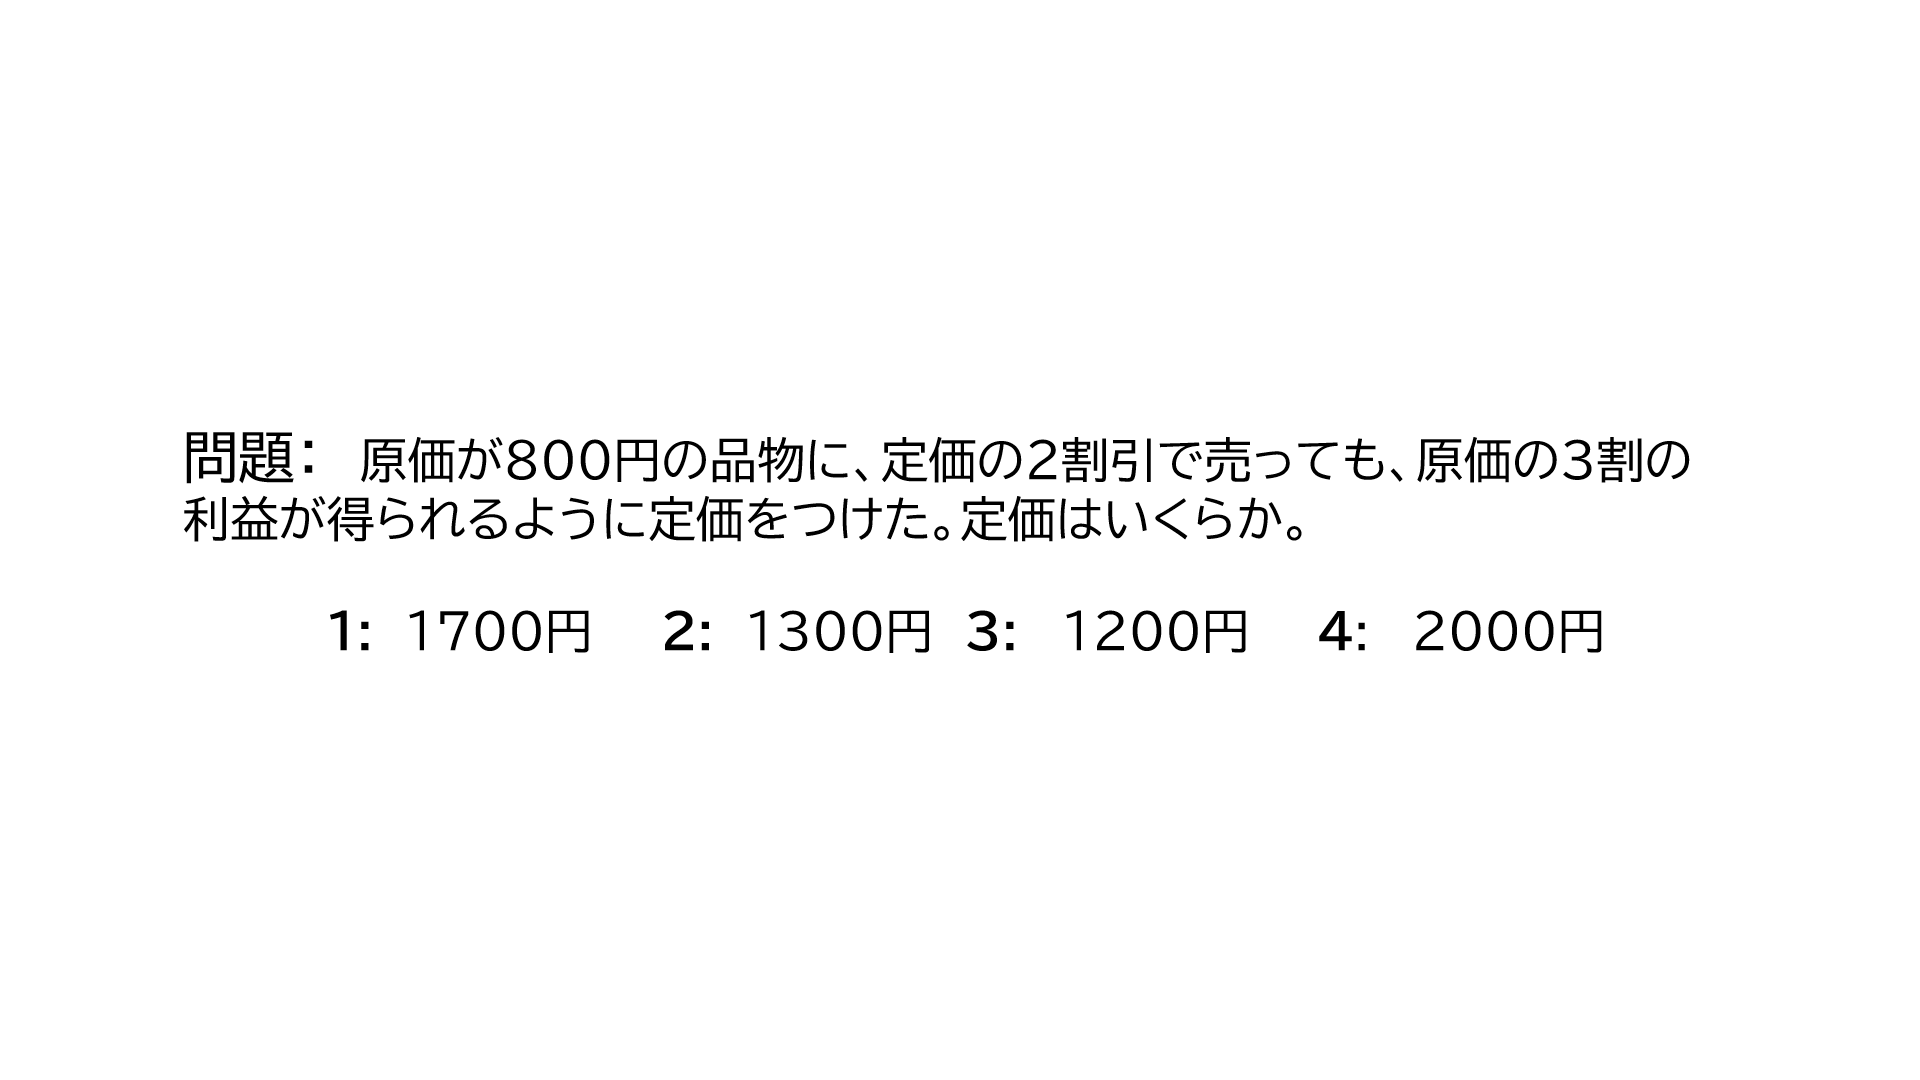 問題： 原価が800円の品物に、定価の2割引で売っても、原価の3割の
利益が得られるように定価をつけた。定価はいくらか。
1: 1700円 2: 1300円 3: 1200円 4: 2000円